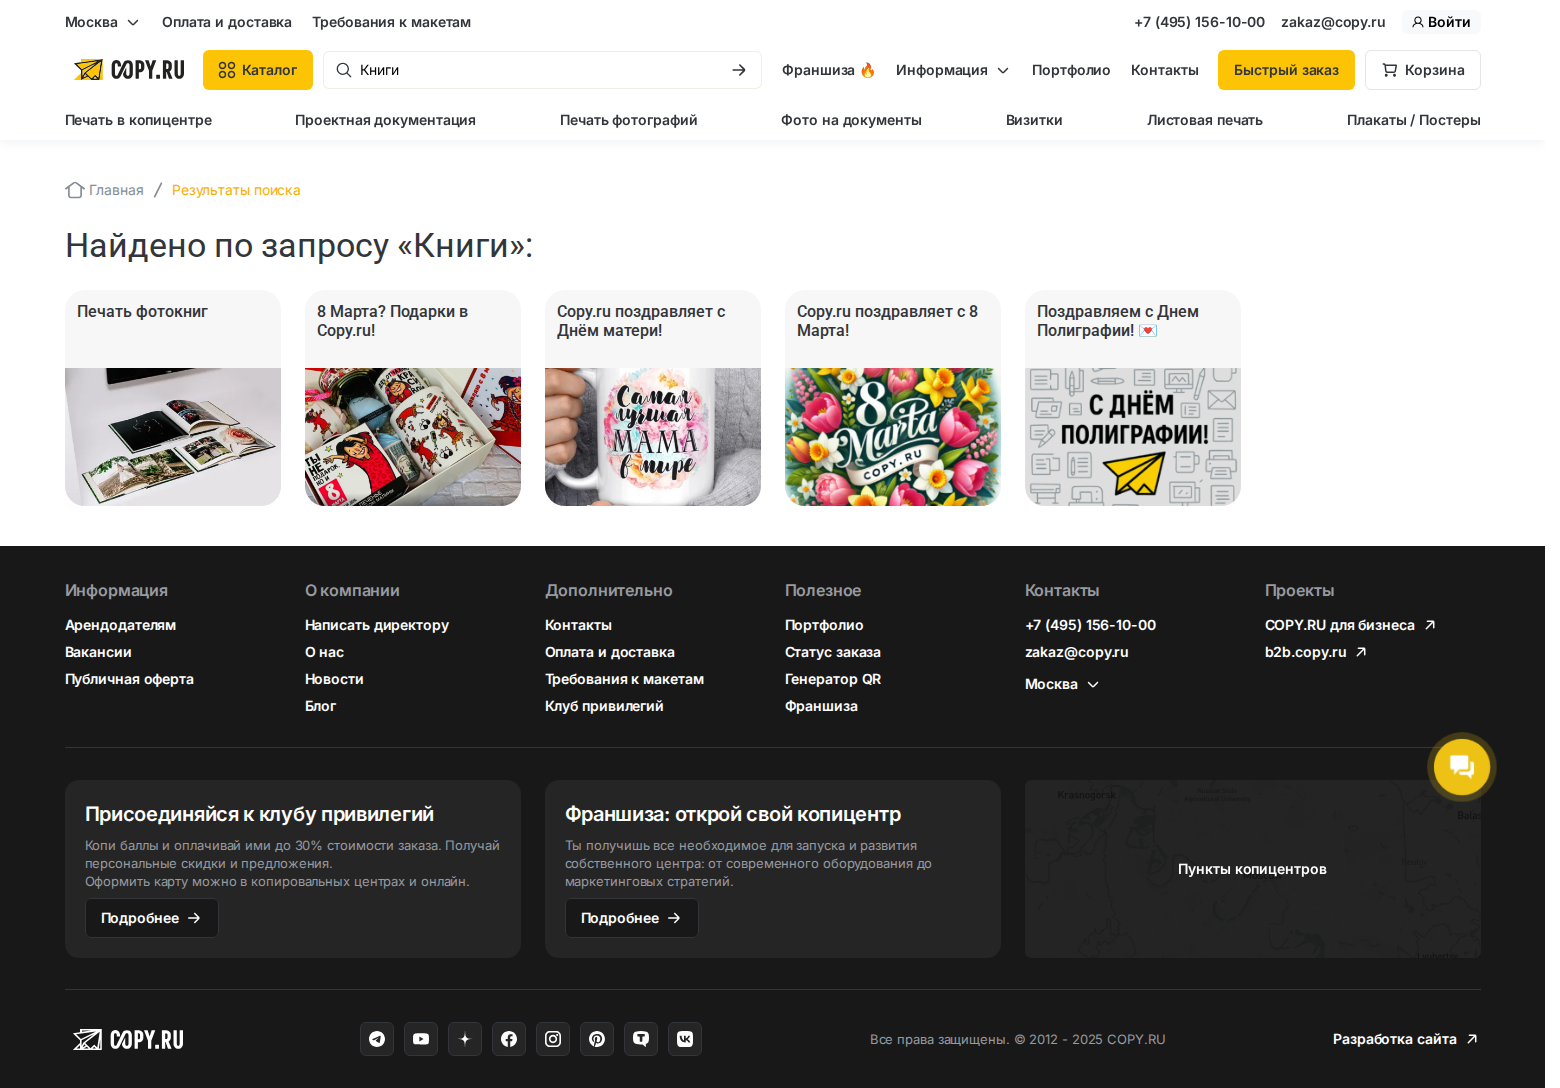 Москва
Оплата и доставка
Требования к макетам
+7 (495) 156-10-00
zakaz@copy.ru
Войти
COPY.RU
Каталог
Книги
Франшиза 🔥
Информация
Портфолио
Контакты
Быстрый заказ
Корзина
Печать в копицентре
Проектная документация
Печать фотографий
Фото на документы
Визитки
Листовая печать
Плакаты / Постеры
Главная / Результаты поиска
Найдено по запросу «Книги»:
Печать фотокниг
8 Марта? Подарки в
Copy.ru!
ТЫ
НЕ
ПОДАРОК,
НО И
8
Copy.ru поздравляет с
Днём матери!
Самая
лучшая
МАМА
в мире
Copy.ru поздравляет с 8
Марта!
8
Марта
COPY.RU
Поздравляем с Днем
Полиграфии! 💌
С ДНЁМ
ПОЛИГРАФИИ!
Информация
Арендодателям
Вакансии
Публичная оферта
О компании
Написать директору
О нас
Новости
Блог
Дополнительно
Контакты
Оплата и доставка
Требования к макетам
Клуб привилегий
Полезное
Портфолио
Статус заказа
Генератор QR
Франшиза
Контакты
+7 (495) 156-10-00
zakaz@copy.ru
Москва
Проекты
COPY.RU для бизнеса
b2b.copy.ru
Присоединяйся к клубу привилегий
Копи баллы и оплачивай ими до 30% стоимости заказа. Получай
персональные скидки и предложения.
Оформить карту можно в копировальных центрах и онлайн.
Подробнее
Франшиза: открой свой копицентр
Ты получишь все необходимое для запуска и развития
собственного центра: от современного оборудования до
маркетинговых стратегий.
Подробнее
Krasnogorsk
Пункты копицентров
COPY.RU
Все права защищены. © 2012 - 2025 COPY.RU
Разработка сайта